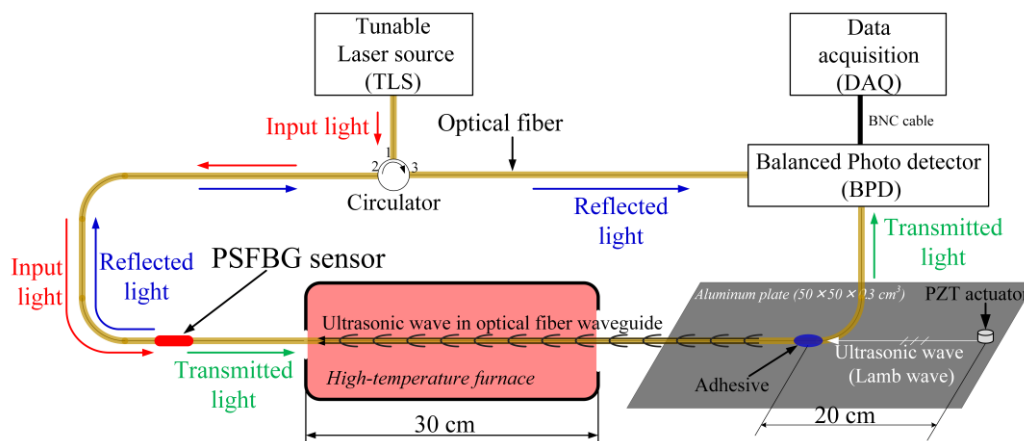 Tunable
Laser source
(TLS)
Data
acquisition
(DAQ)
Input light
Optical fiber
BNC cable
1
2
3
Circulator
Balanced Photo detector
(BPD)
Reflected
light
Transmitted
light
Input
light
Reflected
light
PSFBG sensor
Aluminum plate (50×50×0.3 cm³)
PZT actuator
Ultrasonic wave in optical fiber waveguide
Transmitted
light
High-temperature furnace
Adhesive
Ultrasonic wave
(Lamb wave)
30 cm
20 cm